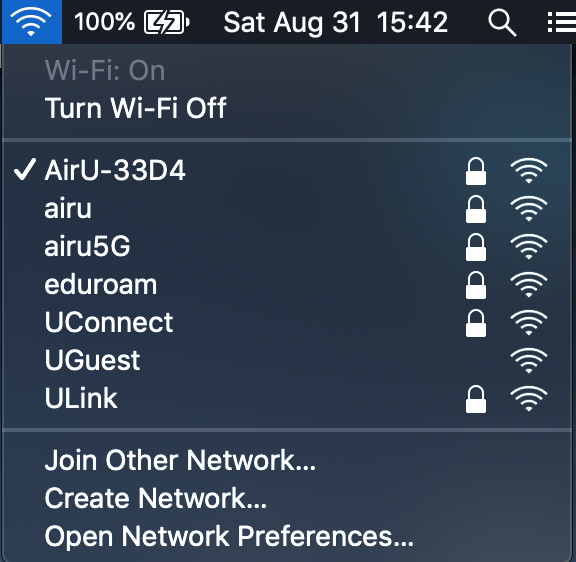 100% Sat Aug 31 15:42
Wi-Fi: On
Turn Wi-Fi Off
AirU-33D4
airu
airu5G
eduroam
UConnect
UGuest
ULink
Join Other Network...
Create Network...
Open Network Preferences...